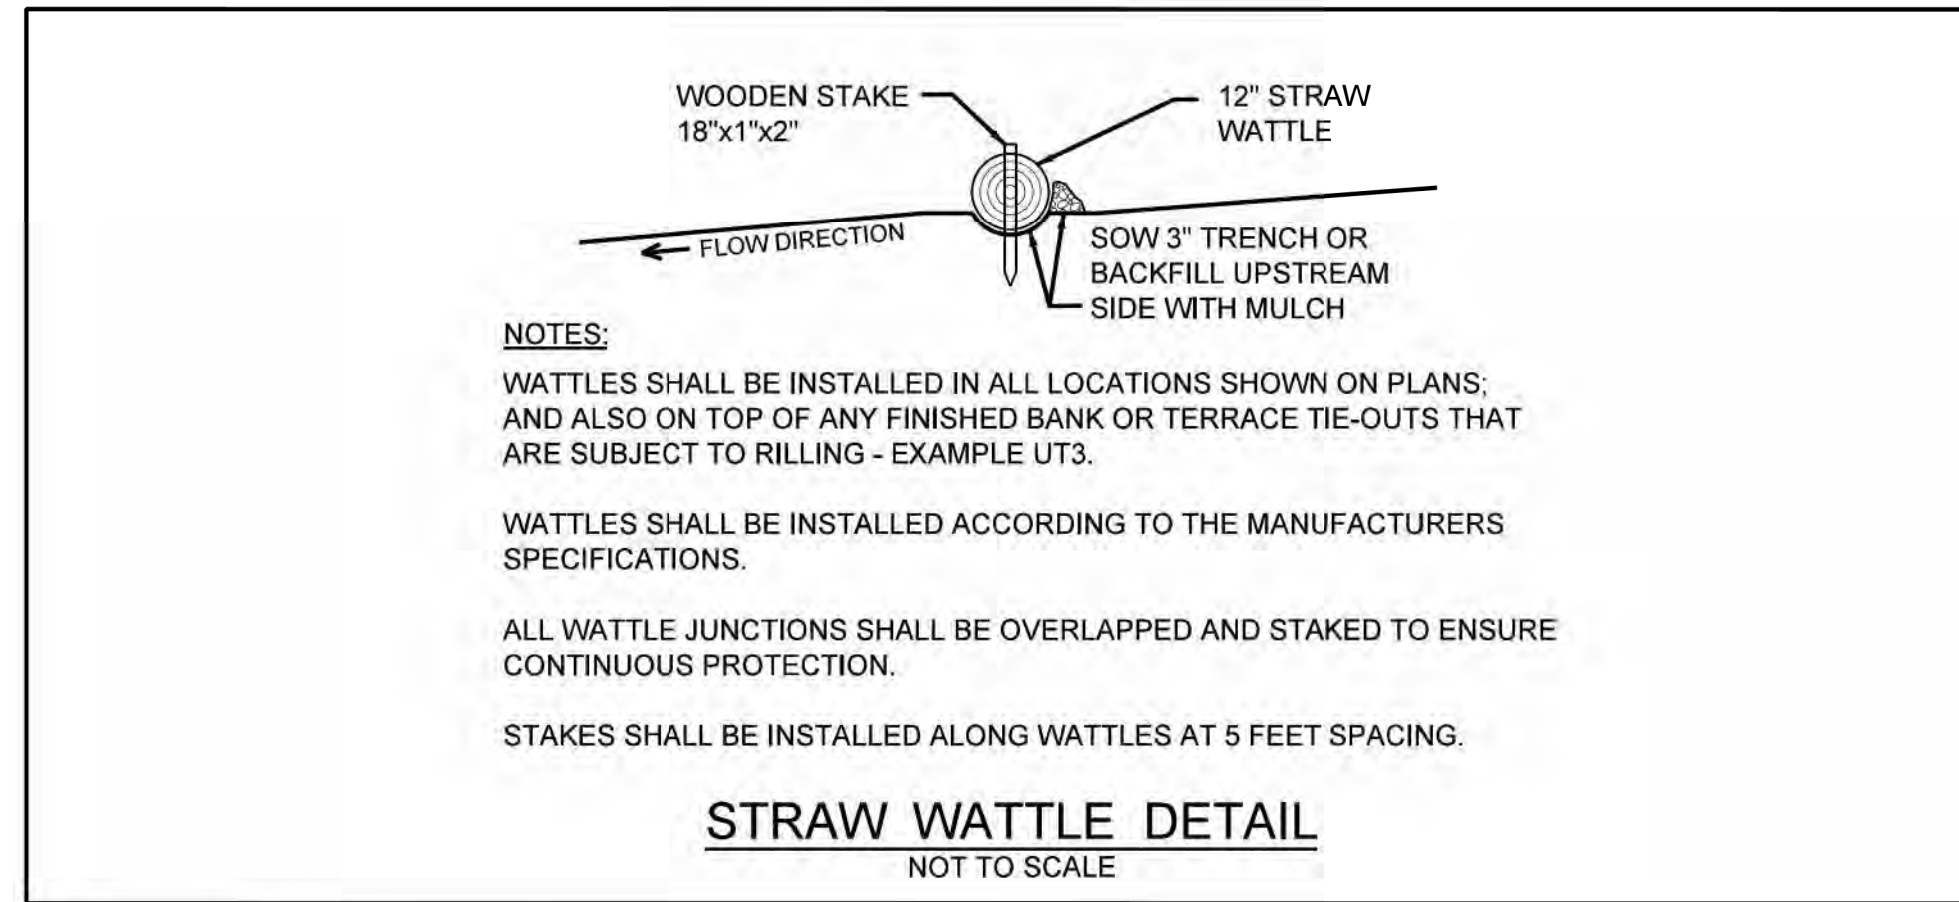 WOODEN STAKE
18"x1"x2"
12" STRAW
WATTLE
FLOW DIRECTION
SOW 3" TRENCH OR
BACKFILL UPSTREAM
SIDE WITH MULCH
NOTES:
WATTLES SHALL BE INSTALLED IN ALL LOCATIONS SHOWN ON PLANS;
AND ALSO ON TOP OF ANY FINISHED BANK OR TERRACE TIE-OUTS THAT
ARE SUBJECT TO RILLING - EXAMPLE UT3.
WATTLES SHALL BE INSTALLED ACCORDING TO THE MANUFACTURERS
SPECIFICATIONS.
ALL WATTLE JUNCTIONS SHALL BE OVERLAPPED AND STAKED TO ENSURE
CONTINUOUS PROTECTION.
STAKES SHALL BE INSTALLED ALONG WATTLES AT 5 FEET SPACING.
STRAW WATTLE DETAIL
NOT TO SCALE